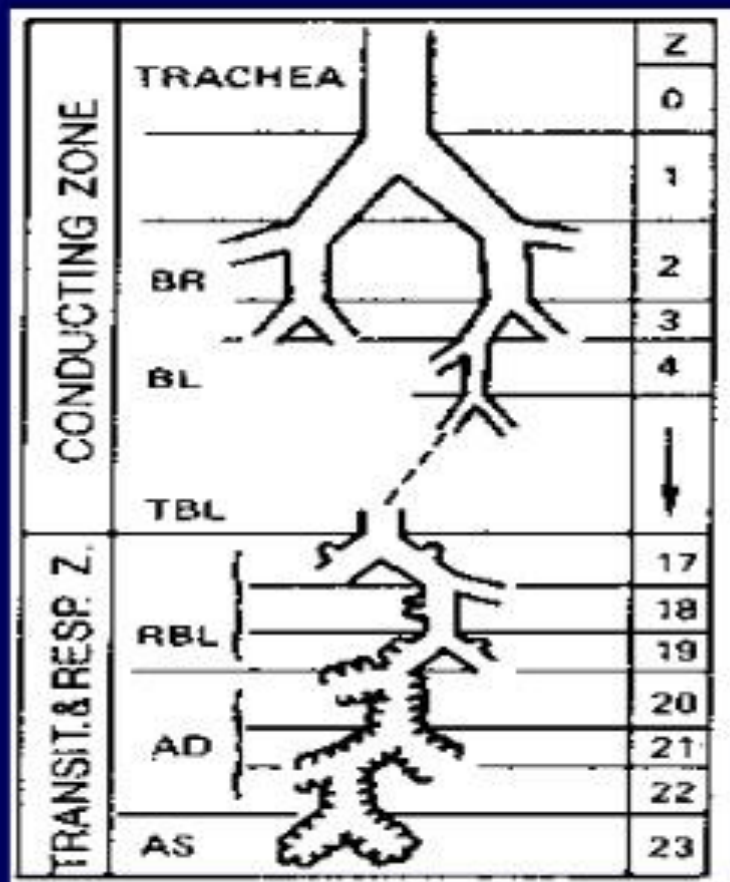 CONDUCTING ZONE
TRANSIT.& RESP. Z.
Z
TRACHEA
0
1
BR
2
3
BL
4
TBL
17
18
RBL
19
20
AD
21
22
AS
23